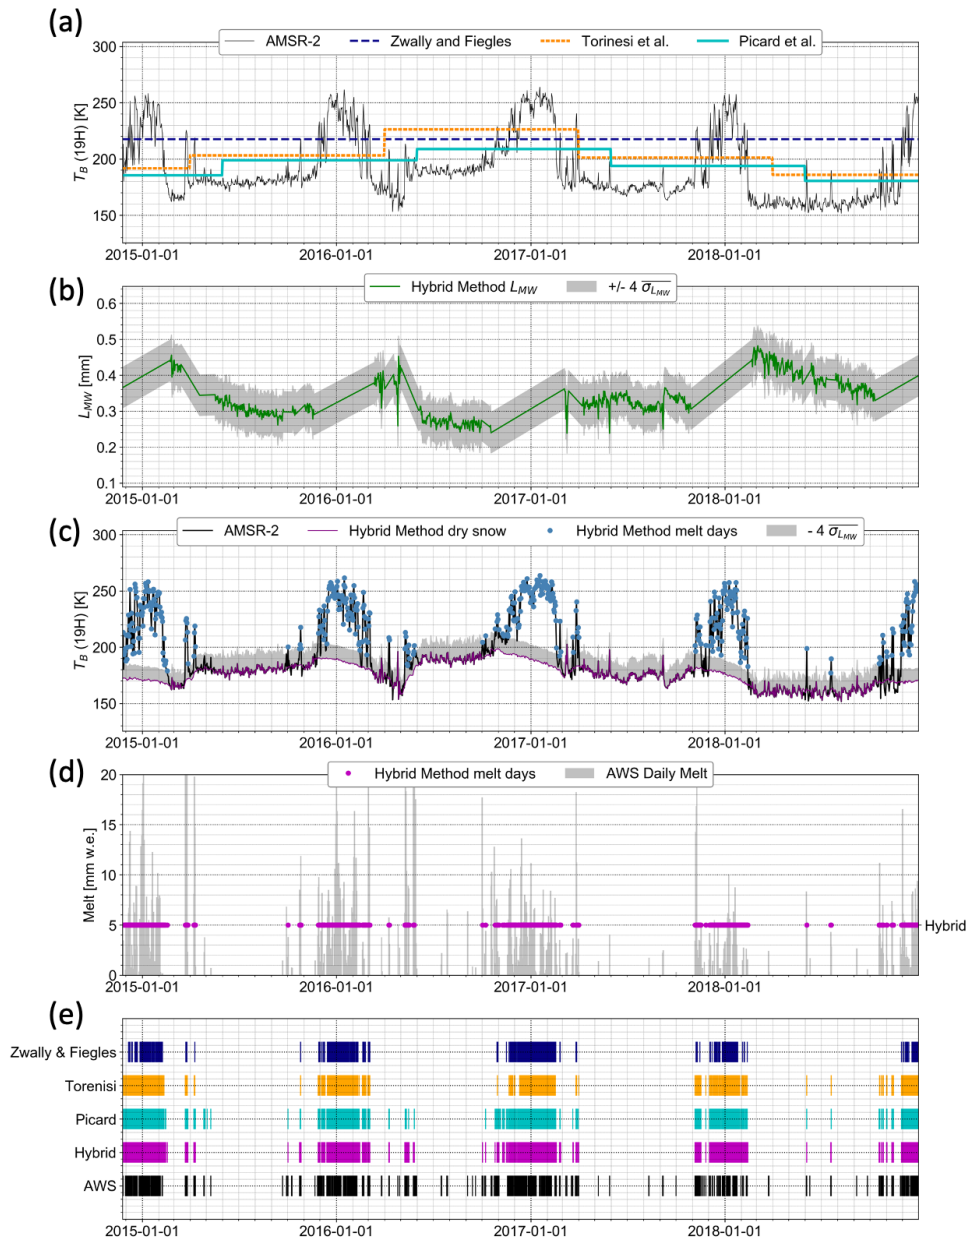 (a)
AMSR-2 Zwally and Fiegles Torinesi et al. Picard et al.
300
250
200
150
T_B (19H) [K]
2015-01-01 2016-01-01 2017-01-01 2018-01-01
(b)
Hybrid Method L_MW +/- 4 σ_L_MW
0.6
0.5
0.4
0.3
0.2
0.1
L_MW [mm]
2015-01-01 2016-01-01 2017-01-01 2018-01-01
(c)
AMSR-2 Hybrid Method dry snow Hybrid Method melt days - 4 σ_L_MW
300
250
200
150
T_B (19H) [K]
2015-01-01 2016-01-01 2017-01-01 2018-01-01
(d)
Hybrid Method melt days AWS Daily Melt
20
15
10
5
0
Melt [mm w.e.]
Hybrid
2015-01-01 2016-01-01 2017-01-01 2018-01-01
(e)
Zwally & Fiegles
Torenisi
Picard
Hybrid
AWS
2015-01-01 2016-01-01 2017-01-01 2018-01-01